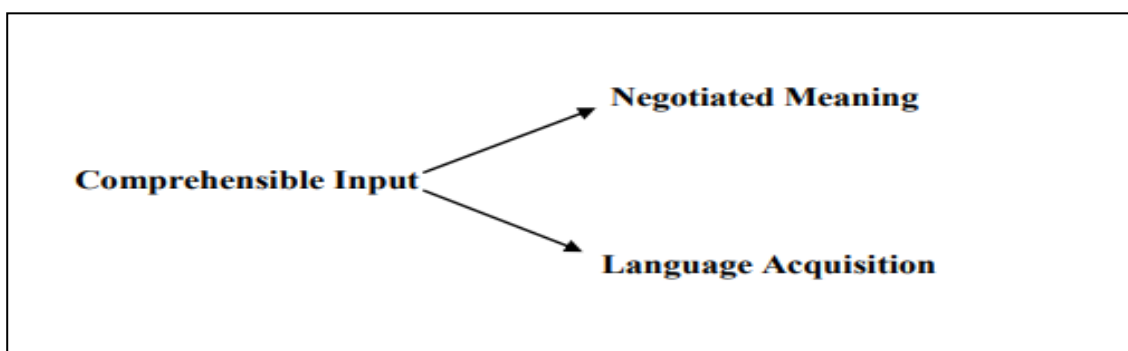 Negotiated Meaning
Comprehensible Input
Language Acquisition